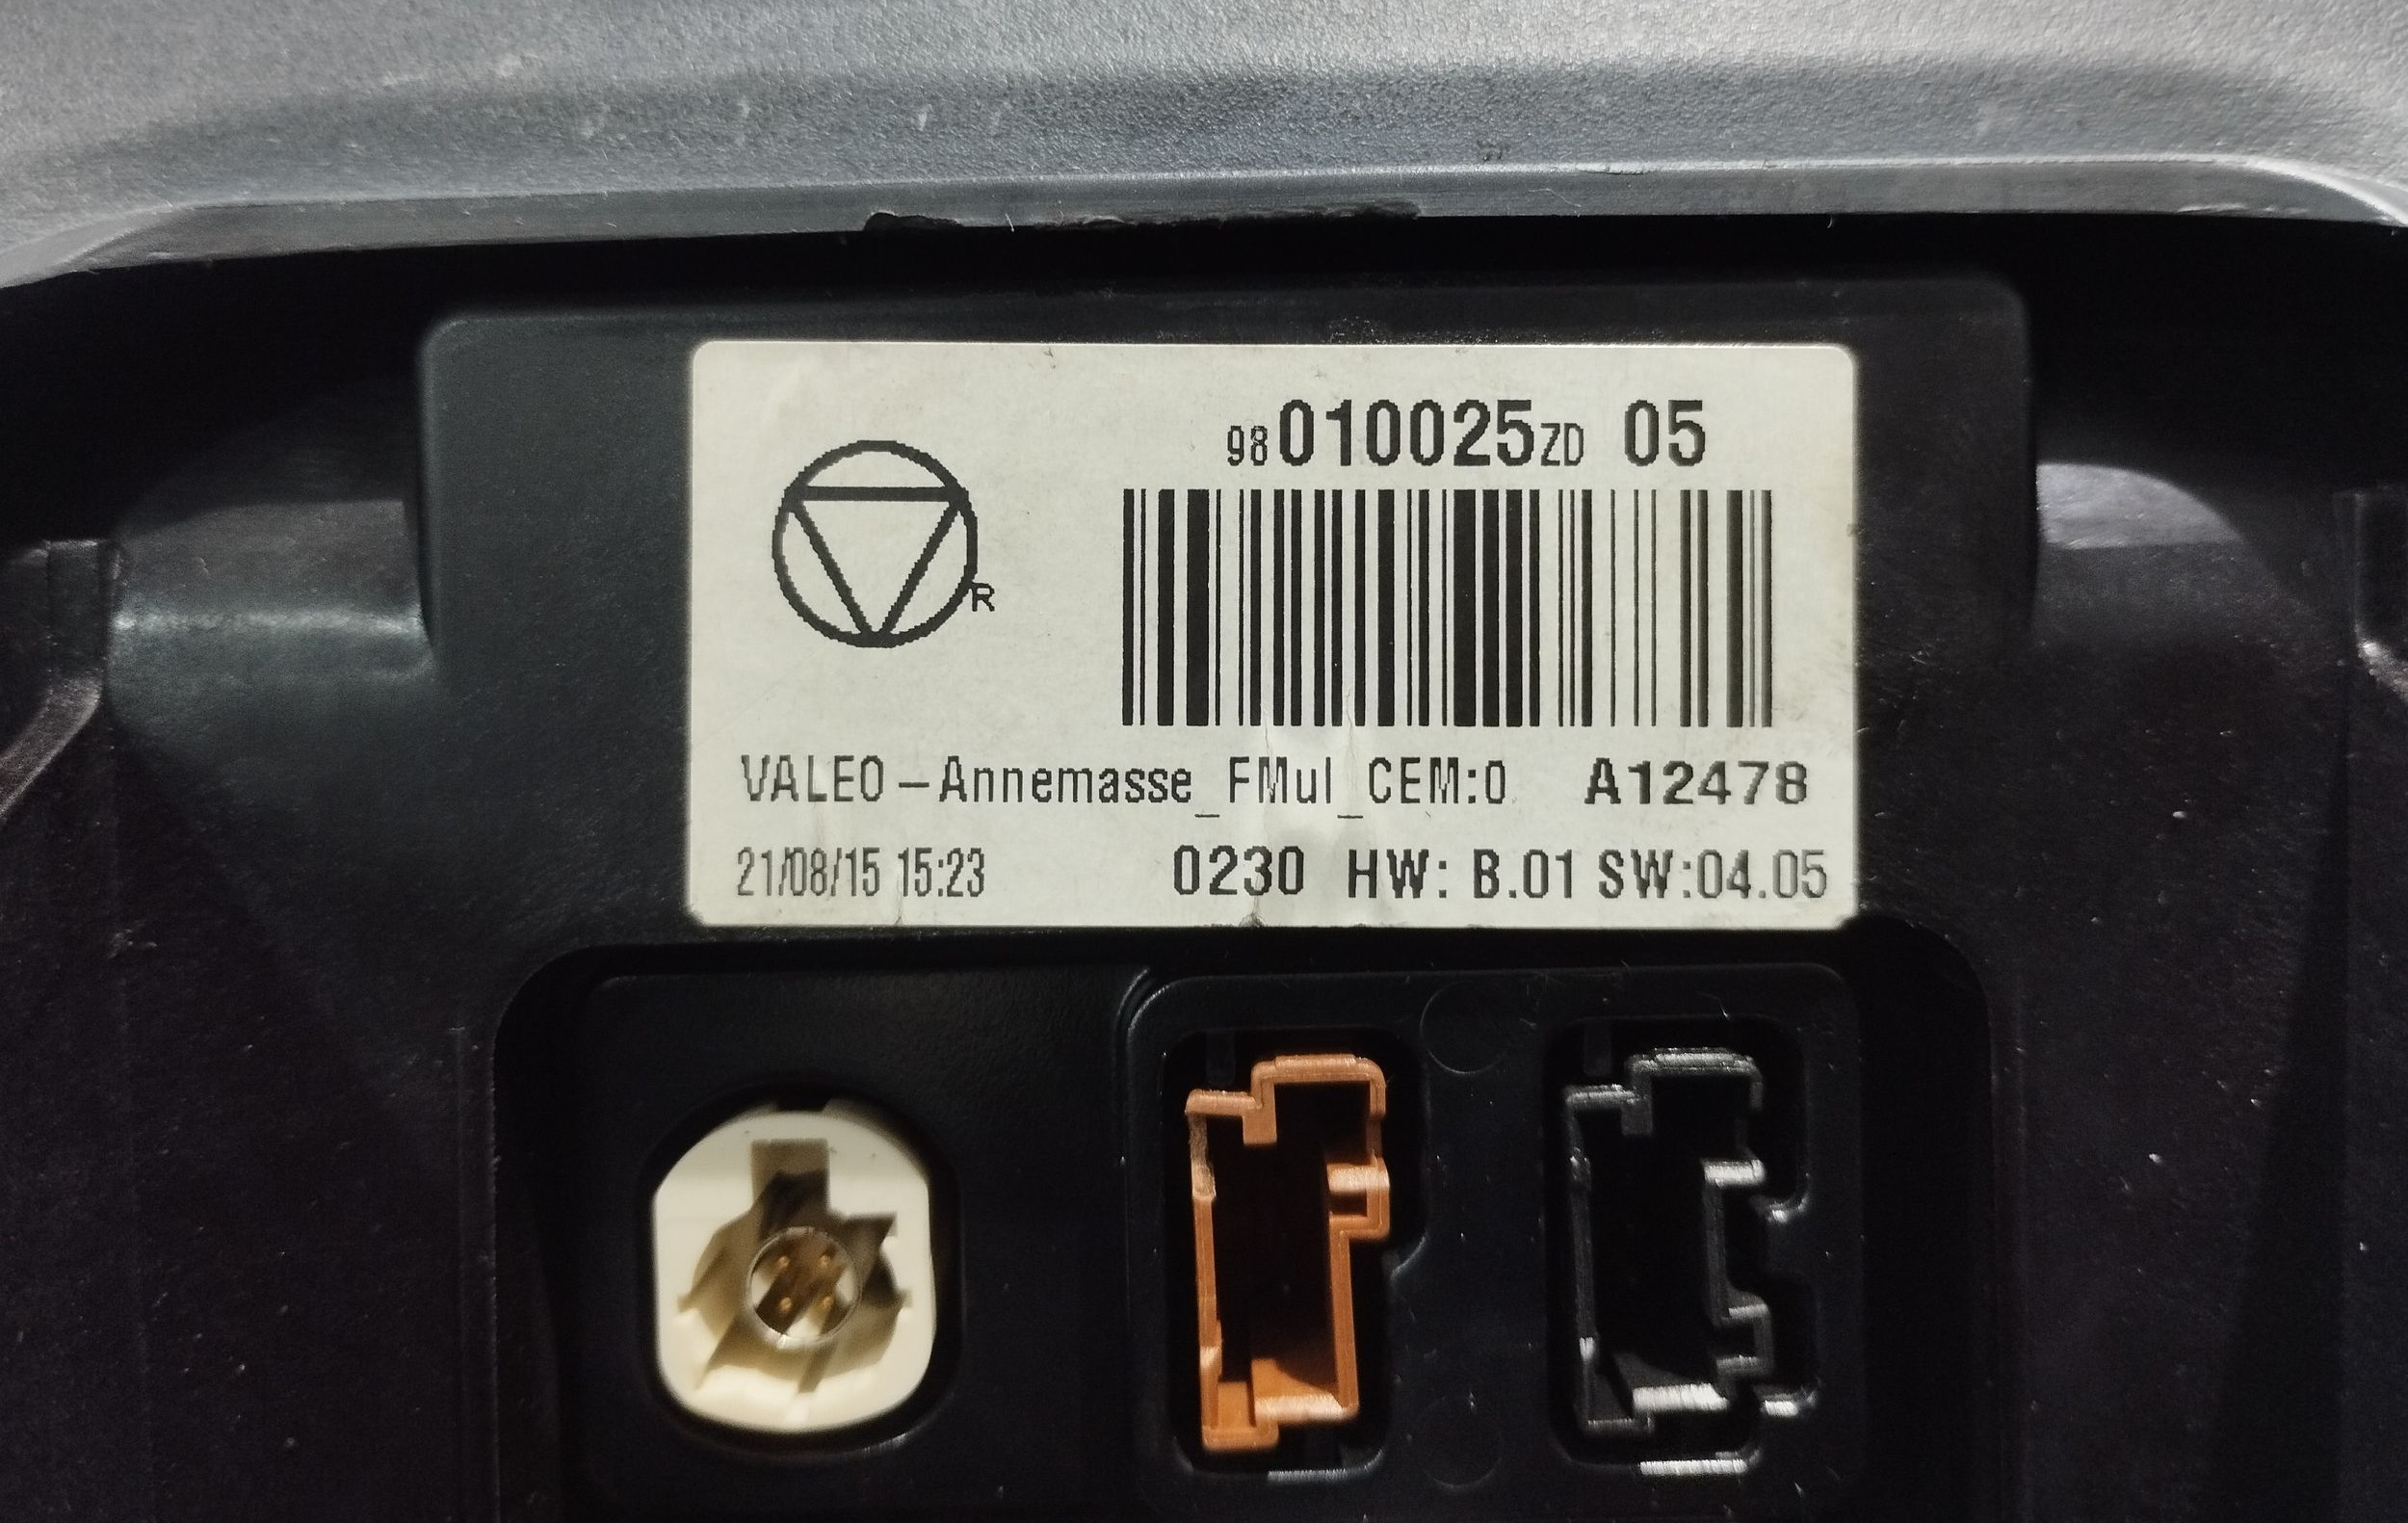 98010025ZD 05
R
VALEO-Annemasse_FMul_CEM:0 A12478
21/08/15 15:23 0230 HW: B.01 SW:04.05